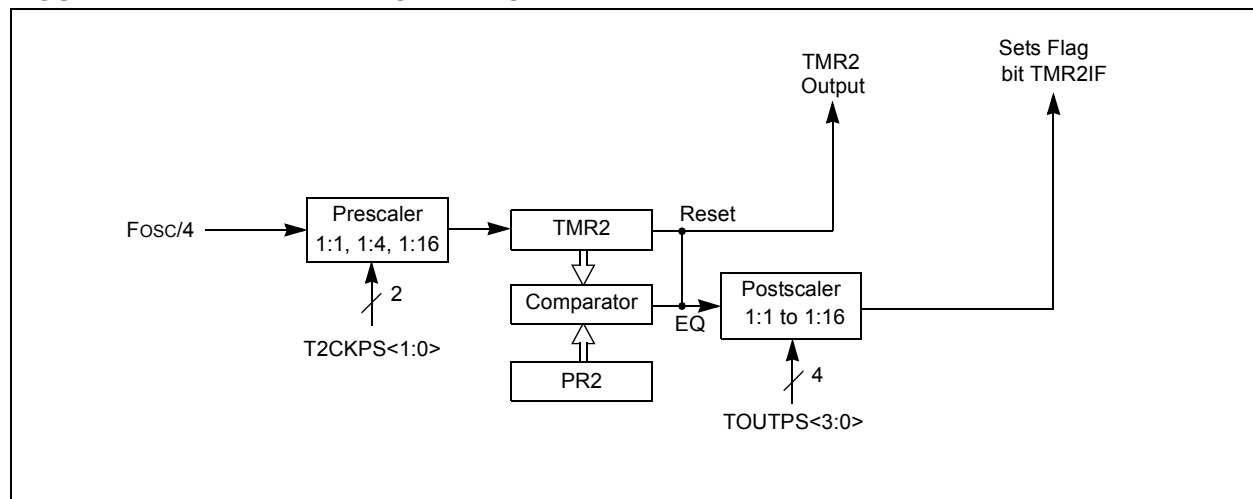 TMR2
Output
Sets Flag
bit TMR2IF
Fosc/4
Prescaler
1:1, 1:4, 1:16
2
T2CKPS<1:0>
TMR2
Reset
Comparator
EQ
PR2
Postscaler
1:1 to 1:16
4
TOUTPS<3:0>